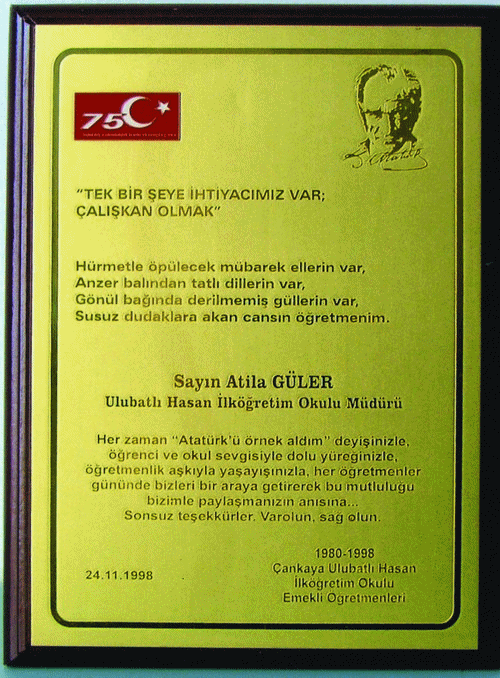 75
"TEK BİR ŞEYE İHTİYACIMIZ VAR;
ÇALIŞKAN OLMAK"
Hürmetle öpülecek mübarek ellerin var,
Anzer balından tatlı dillerin var,
Gönül bağında derilmemiş güllerin var,
Susuz dudaklara akan cansın öğretmenim.
Sayın Atila GÜLER
Ulubatlı Hasan İlköğretim Okulu Müdürü
Her zaman "Atatürk'ü örnek aldım" deyişinizle,
öğrenci ve okul sevgisiyle dolu yüreğinizle,
öğretmenlik aşkıyla yaşayışınızla, her öğretmenler
gününde bizleri bir araya getirerek bu mutluluğu
bizimle paylaşmanızın anısına...
Sonsuz teşekkürler. Varolun, sağ olun.
24.11.1998
1980-1998
Çankaya Ulubatlı Hasan
İlköğretim Okulu
Emekli Öğretmenleri